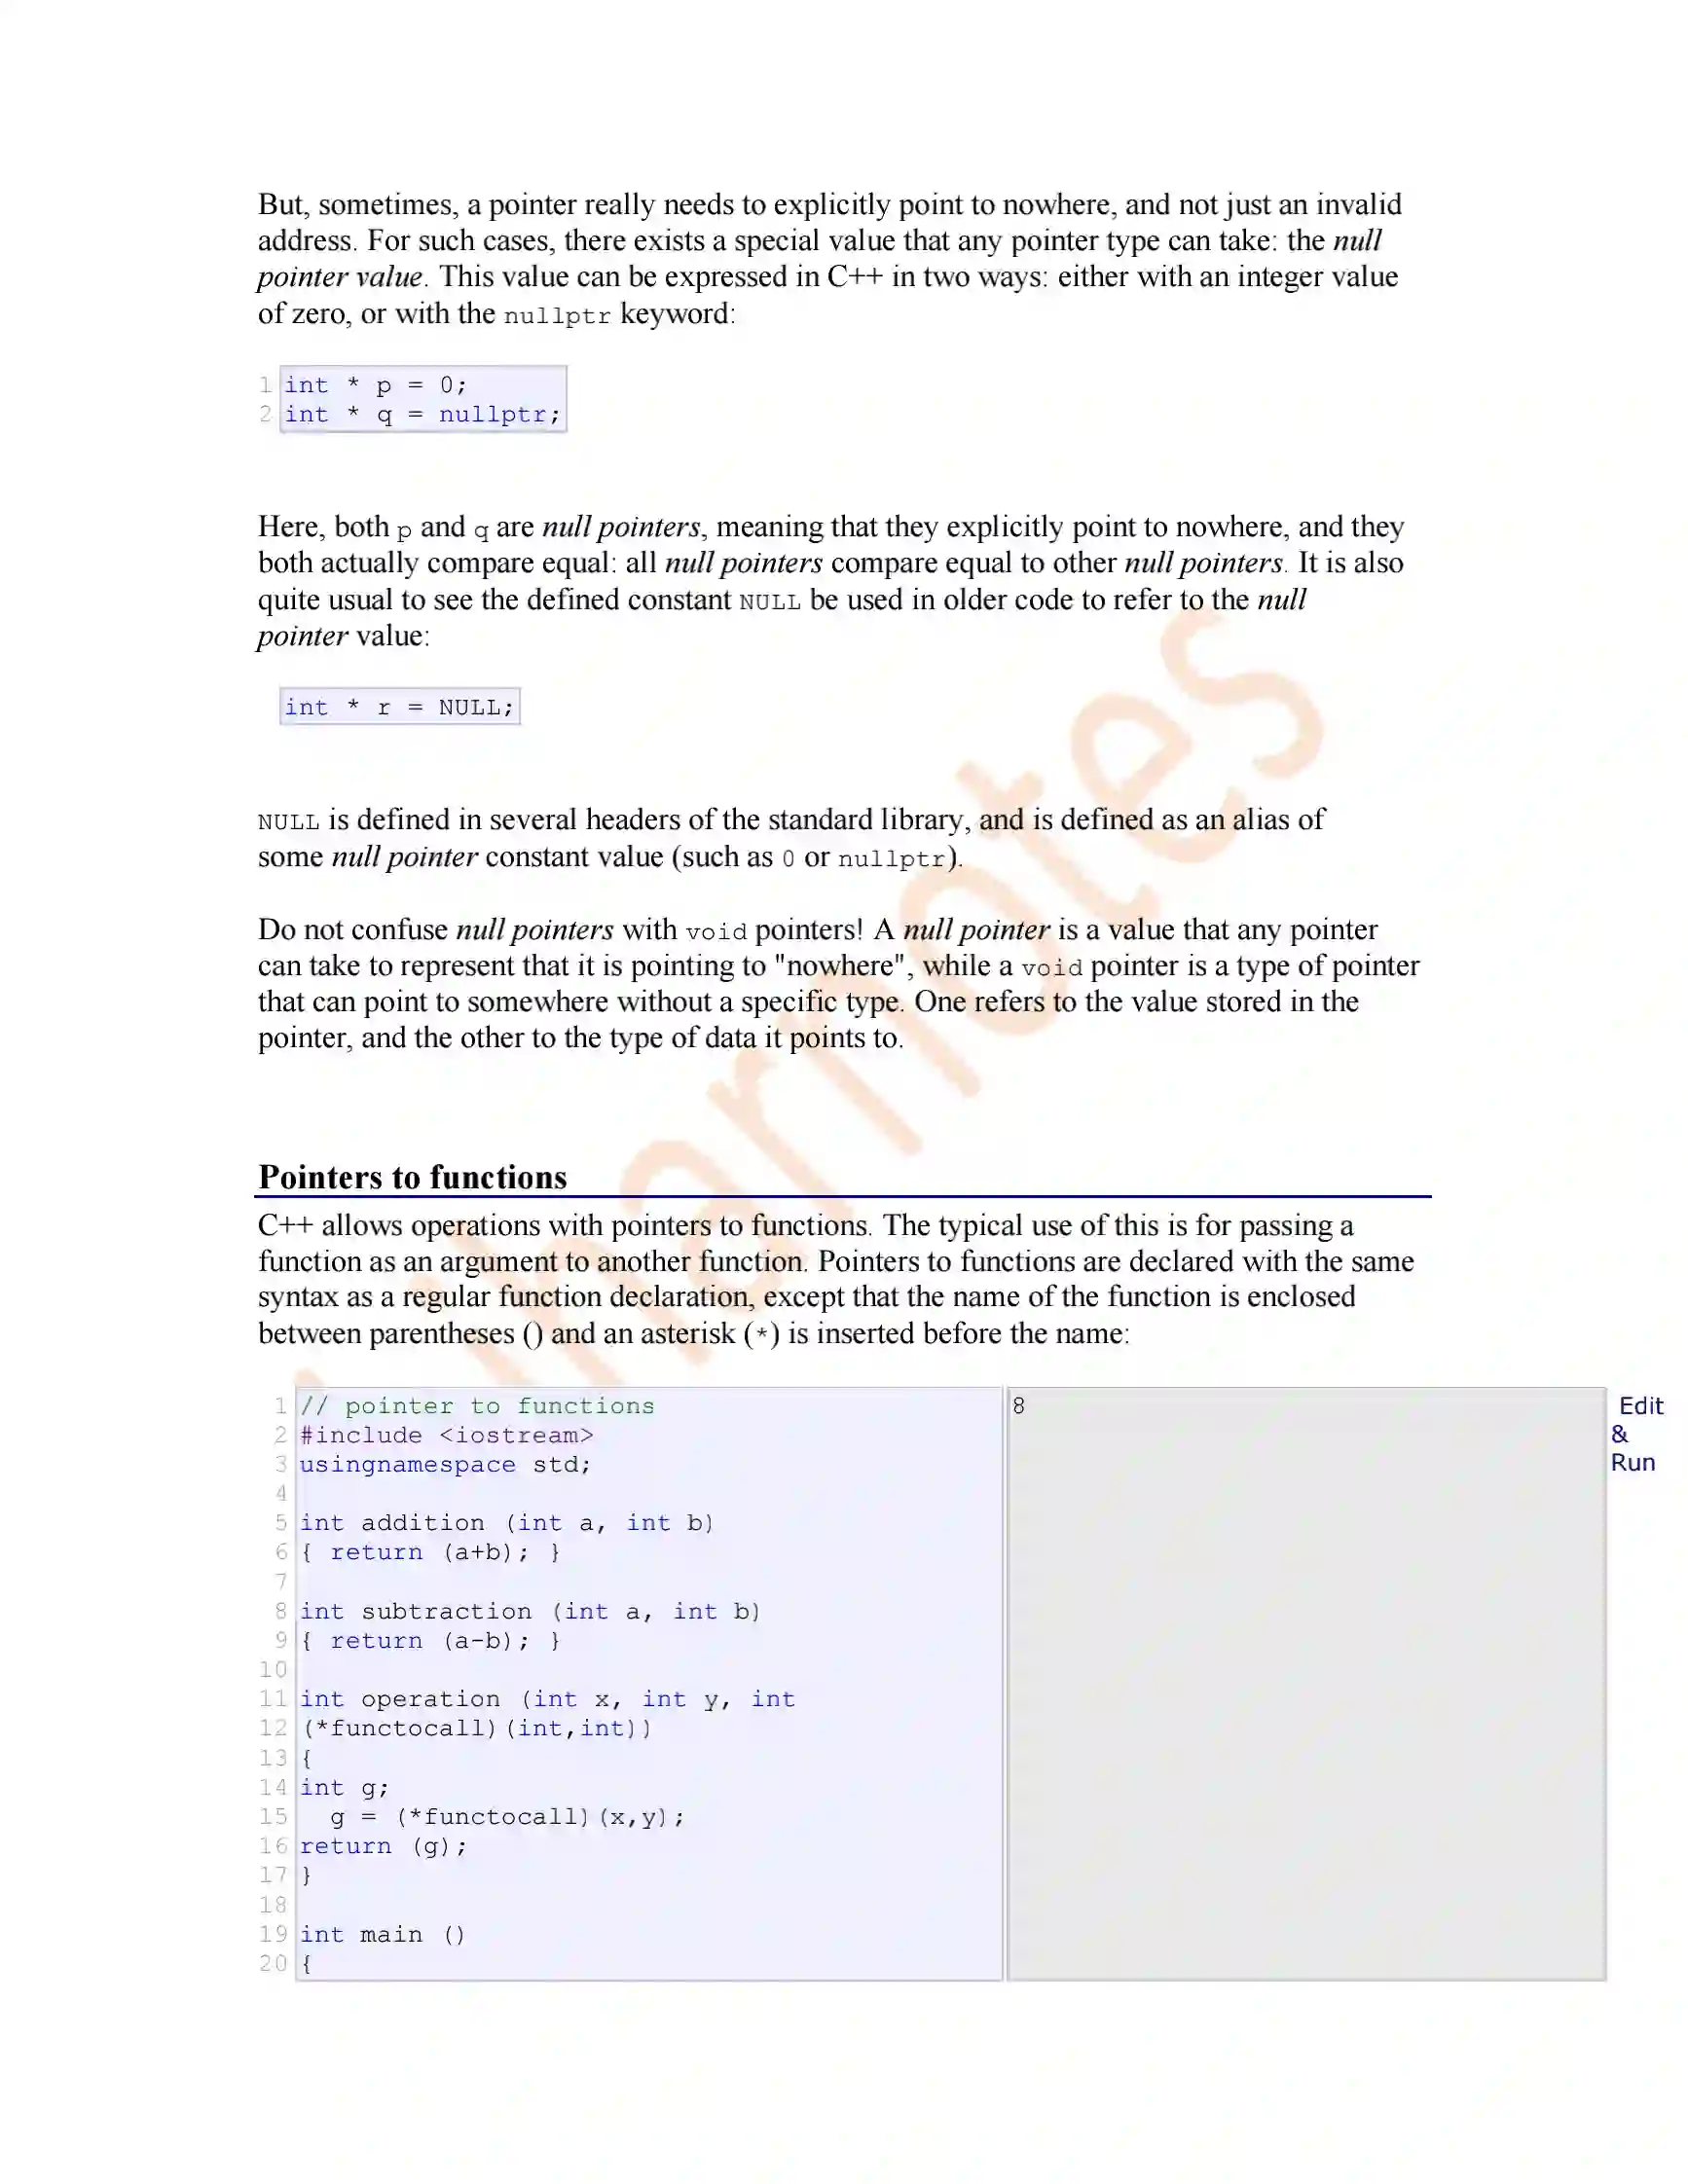 But, sometimes, a pointer really needs to explicitly point to nowhere, and not just an invalid
address. For such cases, there exists a special value that any pointer type can take: the null
pointer value. This value can be expressed in C++ in two ways: either with an integer value
of zero, or with the nullptr keyword:
1 int * p = 0;
2 int * q = nullptr;
Here, both p and q are null pointers, meaning that they explicitly point to nowhere, and they
both actually compare equal: all null pointers compare equal to other null pointers. It is also
quite usual to see the defined constant NULL be used in older code to refer to the null
pointer value:
int * r = NULL;
NULL is defined in several headers of the standard library, and is defined as an alias of
some null pointer constant value (such as 0 or nullptr).
Do not confuse null pointers with void pointers! A null pointer is a value that any pointer
can take to represent that it is pointing to "nowhere", while a void pointer is a type of pointer
that can point to somewhere without a specific type. One refers to the value stored in the
pointer, and the other to the type of data it points to.
Pointers to functions
C++ allows operations with pointers to functions. The typical use of this is for passing a
function as an argument to another function. Pointers to functions are declared with the same
syntax as a regular function declaration, except that the name of the function is enclosed
between parentheses () and an asterisk (*) is inserted before the name:
1 // pointer to functions
2 #include <iostream>
3 usingnamespace std;
4
5 int addition (int a, int b)
6 { return (a+b); }
7
8 int subtraction (int a, int b)
9 { return (a-b); }
10
11 int operation (int x, int y, int
12 (*functocall)(int,int))
13 {
14 int g;
15   g = (*functocall)(x,y);
16 return (g);
17 }
18
19 int main ()
20 {
8
Edit
&
Run